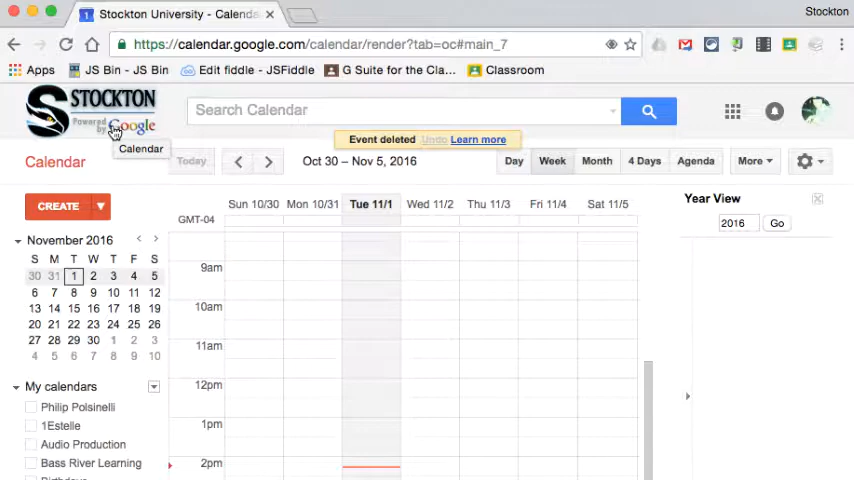 Stockton University - Calenda
Stockton
https://calendar.google.com/calendar/render?tab=oc#main_7
Apps JS Bin - JS Bin Edit fiddle - JSFiddle G Suite for the Cla... Classroom
STOCKTON
Powered by Google
Search Calendar
Event deleted Undo Learn more
Calendar
Calendar Today Oct 30 – Nov 5, 2016 Day Week Month 4 Days Agenda More
CREATE
Sun 10/30 Mon 10/31 Tue 11/1 Wed 11/2 Thu 11/3 Fri 11/4 Sat 11/5
GMT-04
Year View
2016 Go
November 2016
S M T W T F S
30 31 1 2 3 4 5
6 7 8 9 10 11 12
13 14 15 16 17 18 19
20 21 22 23 24 25 26
27 28 29 30 1 2 3
4 5 6 7 8 9 10
9am
10am
11am
12pm
1pm
2pm
My calendars
Philip Polsinelli
1Estelle
Audio Production
Bass River Learning